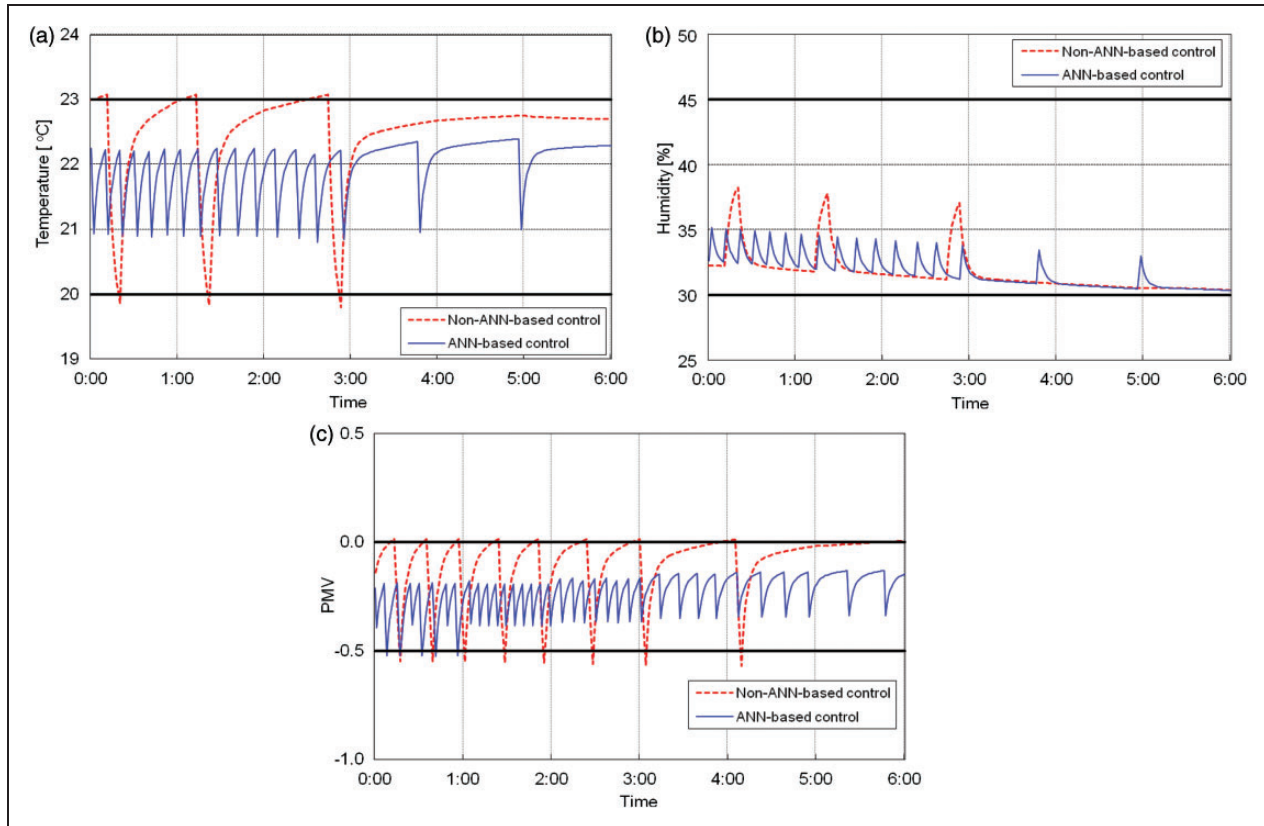 (a)
24
23
22
21
20
19
Temperature [ °C]
Non-ANN-based control
ANN-based control
0:00 1:00 2:00 3:00 4:00 5:00 6:00
Time
(b)
50
45
40
35
30
25
Humidity [%]
Non-ANN-based control
ANN-based control
0:00 1:00 2:00 3:00 4:00 5:00 6:00
Time
(c)
0.5
0.0
-0.5
-1.0
PMV
Non-ANN-based control
ANN-based control
0:00 1:00 2:00 3:00 4:00 5:00 6:00
Time